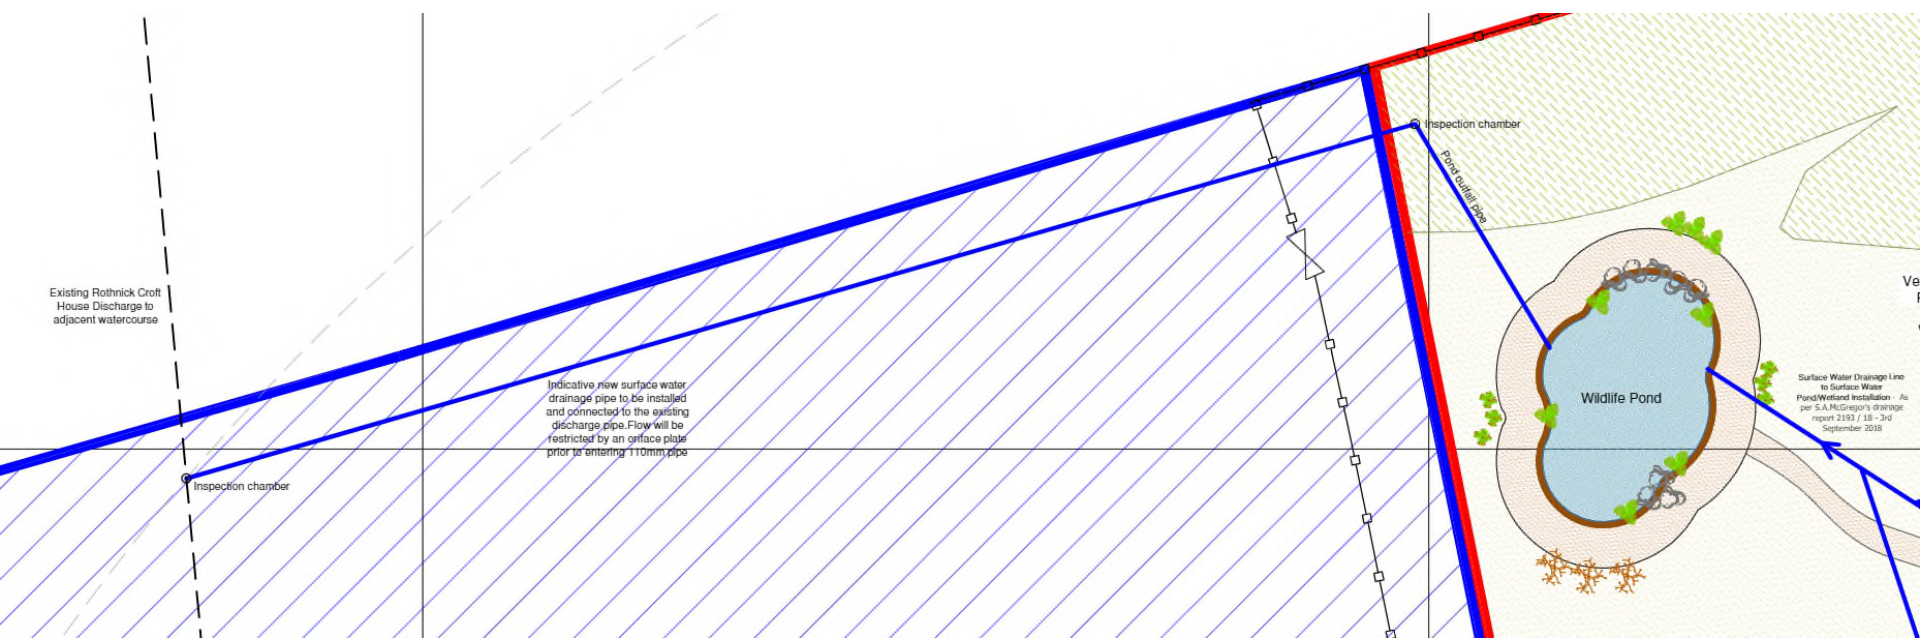 Inspection chamber
Pond outfall pipe
Existing Rothnick Croft
House Discharge to
adjacent watercourse
Ve
Indicative new surface water
drainage pipe to be installed
and connected to the existing
discharge pipe.Flow will be
restricted by an oriface plate
prior to entering 110mm pipe
Wildlife Pond
Surface Water Drainage Line
to Surface Water
Pond/Wetland Installation - As
per S.A.McGregor's drainage
report 2193 / 18 - 3rd
September 2018
Inspection chamber